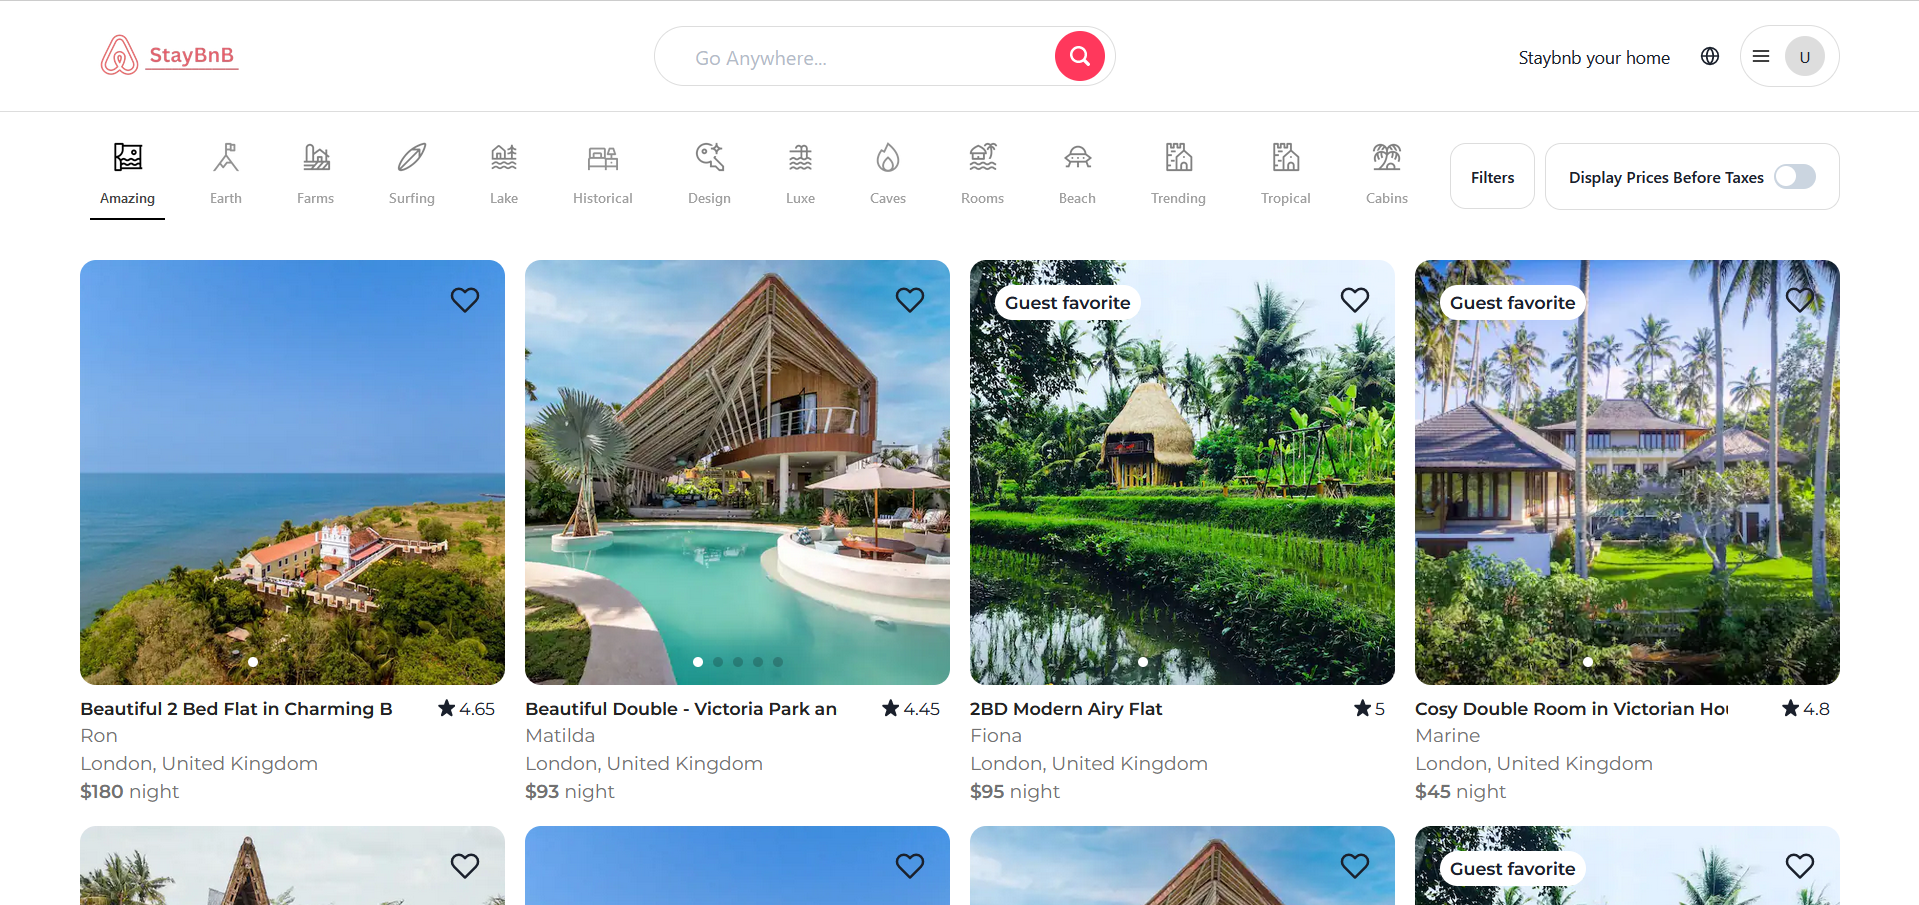 StayBnB
Go Anywhere...
Staybnb your home
U
Amazing
Earth
Farms
Surfing
Lake
Historical
Design
Luxe
Caves
Rooms
Beach
Trending
Tropical
Cabins
Filters
Display Prices Before Taxes
Guest favorite
Guest favorite
Beautiful 2 Bed Flat in Charming B
4.65
Ron
London, United Kingdom
$180 night
Beautiful Double - Victoria Park an
4.45
Matilda
London, United Kingdom
$93 night
2BD Modern Airy Flat
5
Fiona
London, United Kingdom
$95 night
Cosy Double Room in Victorian Hou
4.8
Marine
London, United Kingdom
$45 night
Guest favorite